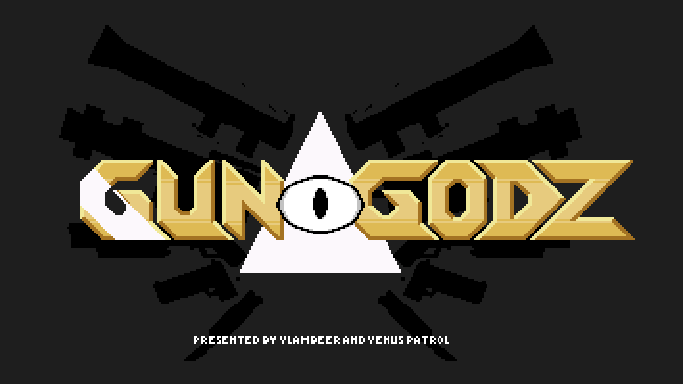 GUN GODZ
PRESENTED BY VLAMBEER AND VENUS PATROL